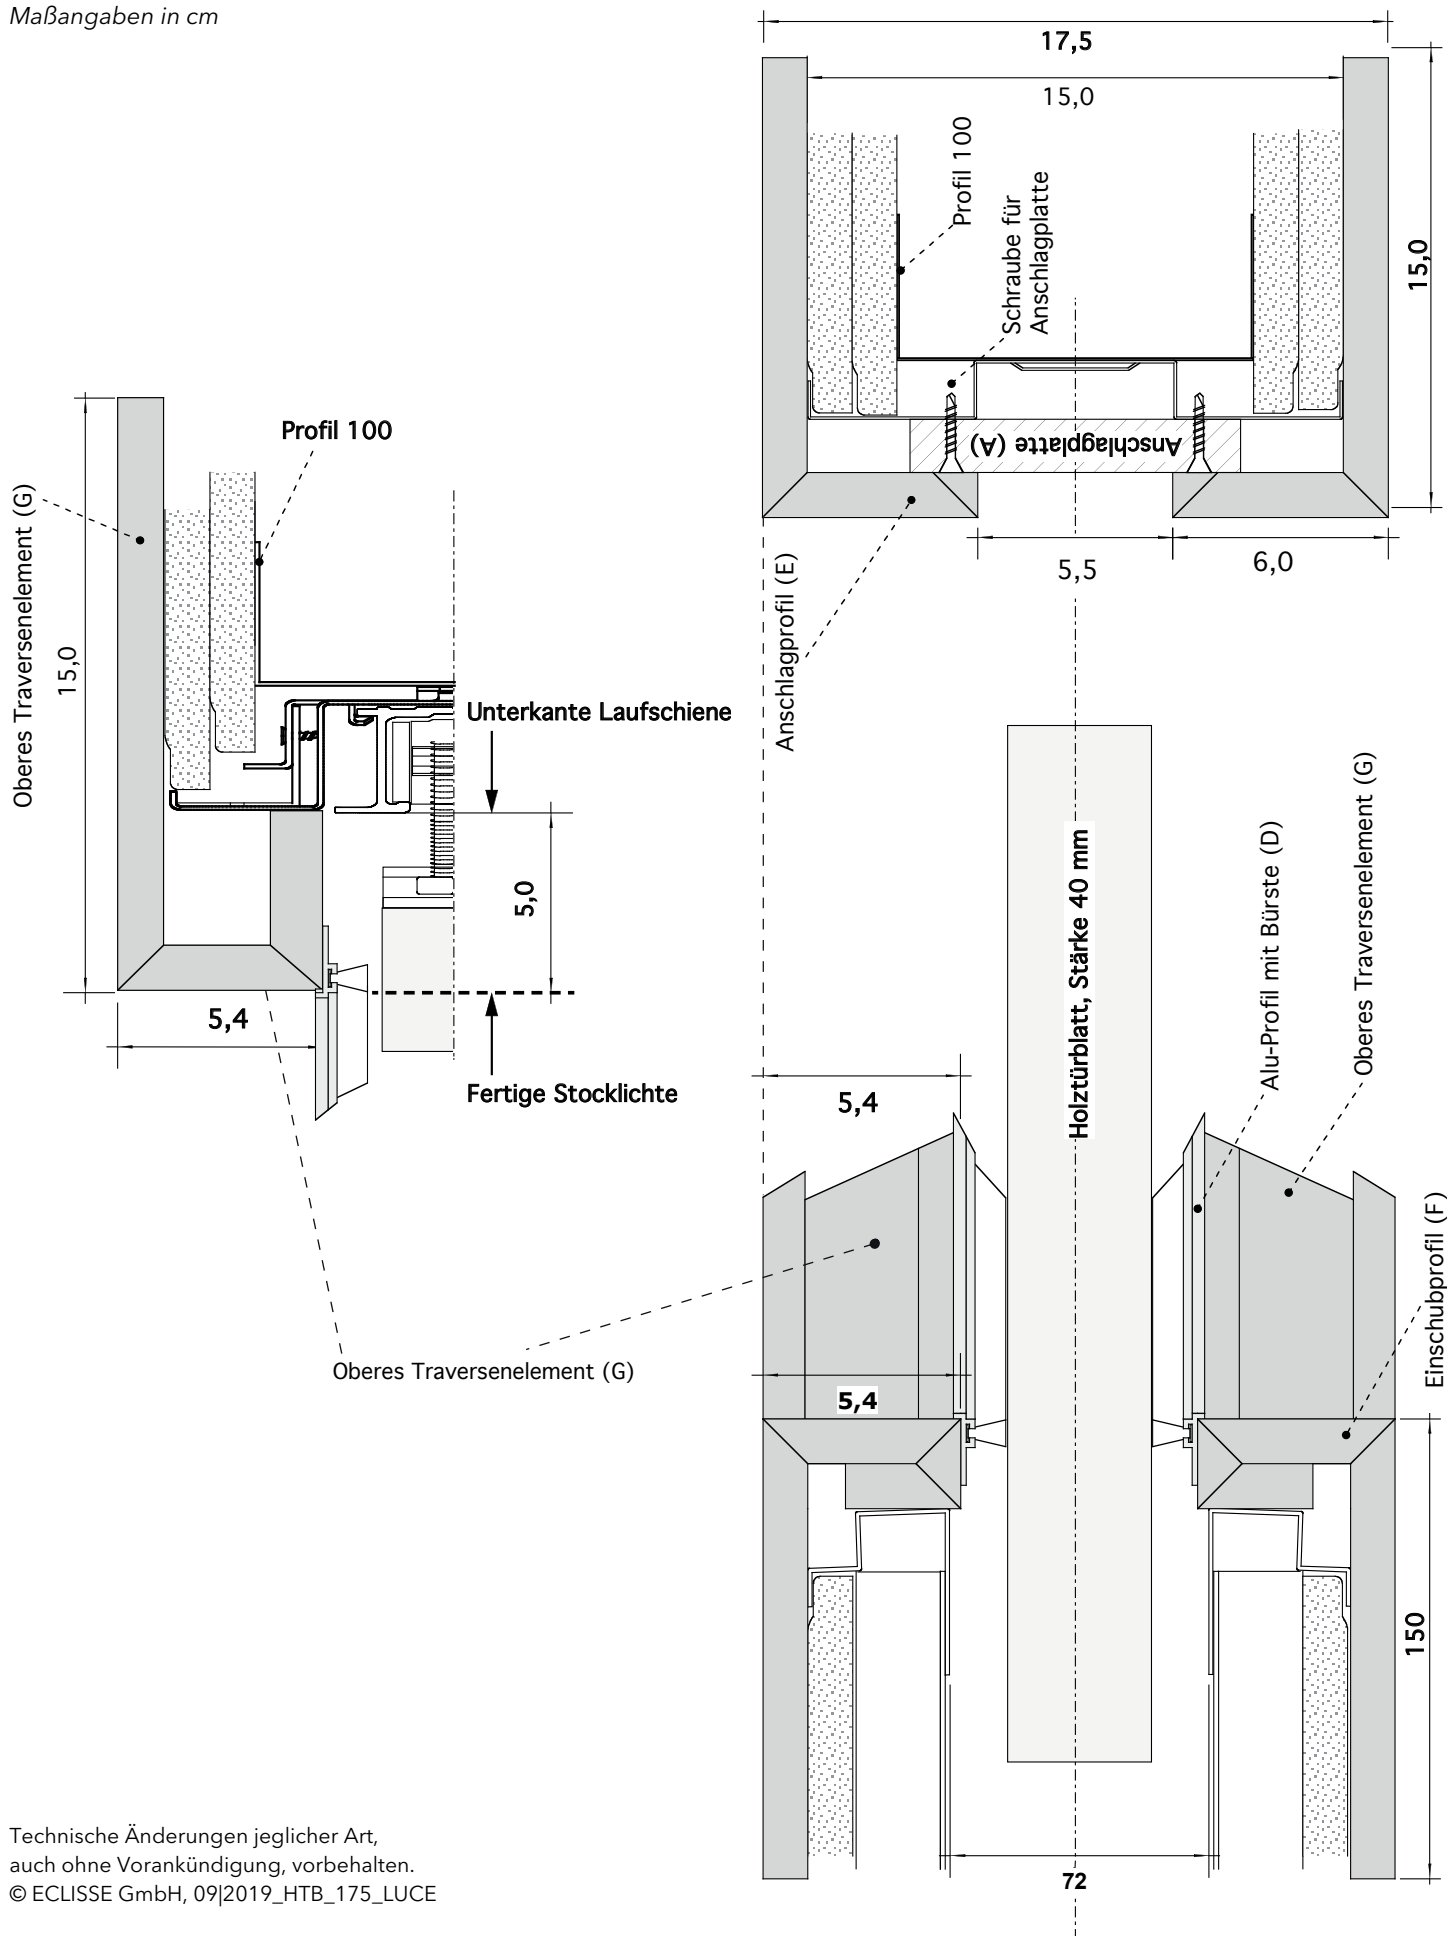 Maßangaben in cm
17,5
15,0
Profil 100
Schraube für
Anschlagplatte
15,0
Anschlagplatte (A)
5,5
6,0
Anschlagprofil (E)
Profil 100
Oberes Traversenelement (G)
15,0
Unterkante Laufschiene
5,0
5,4
Fertige Stocklichte
Holztürblatt, Stärke 40 mm
Alu-Profil mit Bürste (D)
Oberes Traversenelement (G)
5,4
Einschubprofil (F)
Oberes Traversenelement (G)
5,4
150
72
Technische Änderungen jeglicher Art,
auch ohne Vorankündigung, vorbehalten.
© ECLISSE GmbH, 09|2019_HTB_175_LUCE